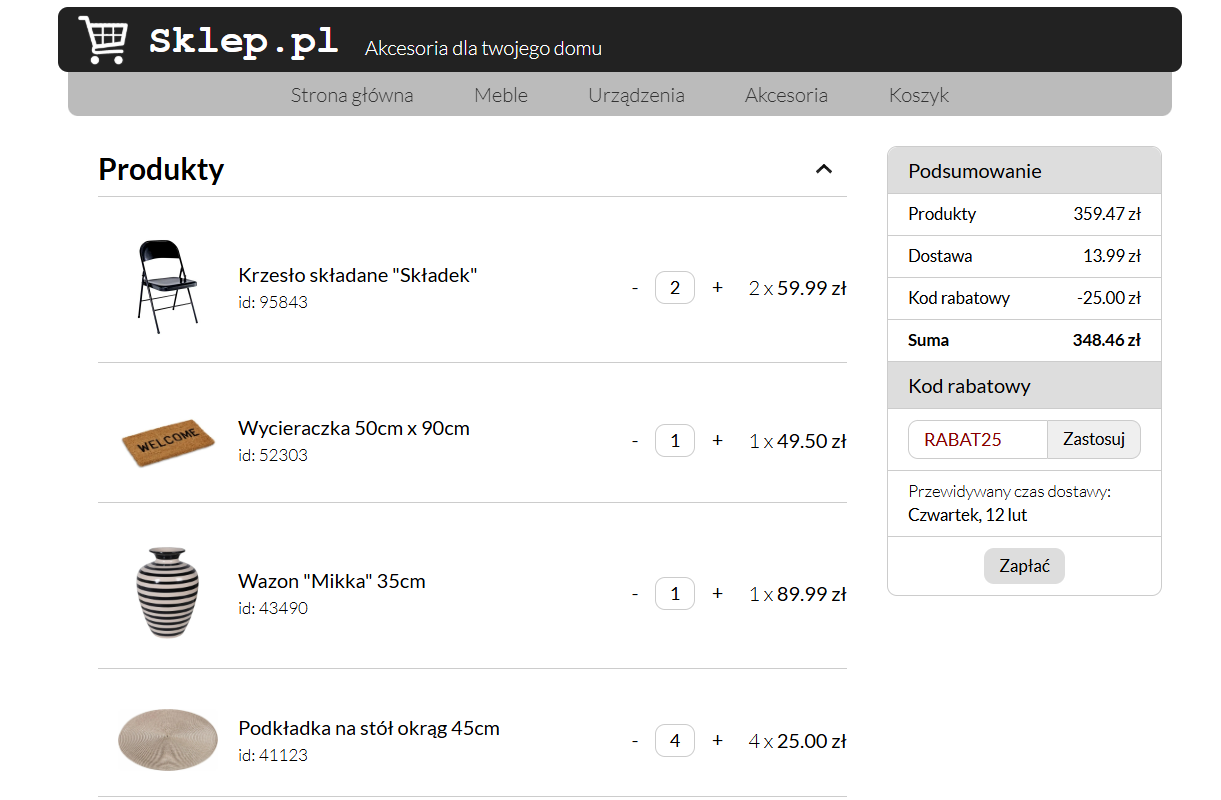 Sklep.pl Akcesoria dla twojego domu
Strona główna Meble Urządzenia Akcesoria Koszyk
Produkty
Krzesło składane "Składek"
id: 95843
- 2 + 2 x 59.99 zł
WELCOME
Wycieraczka 50cm x 90cm
id: 52303
- 1 + 1 x 49.50 zł
Wazon "Mikka" 35cm
id: 43490
- 1 + 1 x 89.99 zł
Podkładka na stół okrąg 45cm
id: 41123
- 4 + 4 x 25.00 zł
Podsumowanie
Produkty 359.47 zł
Dostawa 13.99 zł
Kod rabatowy -25.00 zł
Suma 348.46 zł
Kod rabatowy
RABAT25 Zastosuj
Przewidywany czas dostawy:
Czwartek, 12 lut
Zapłać